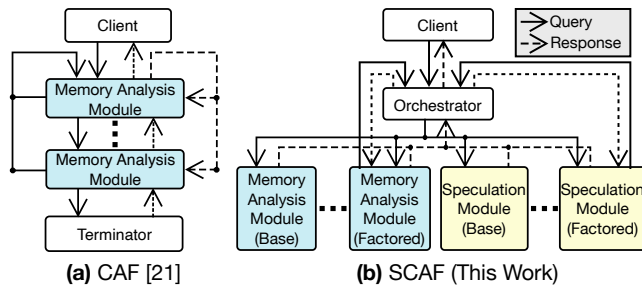 Client
Memory Analysis
Module
Memory Analysis
Module
Terminator
(a) CAF [21]
Client
Query
Response
Orchestrator
Memory
Analysis
Module
(Base)
Memory
Analysis
Module
(Factored)
Speculation
Module
(Base)
Speculation
Module
(Factored)
(b) SCAF (This Work)